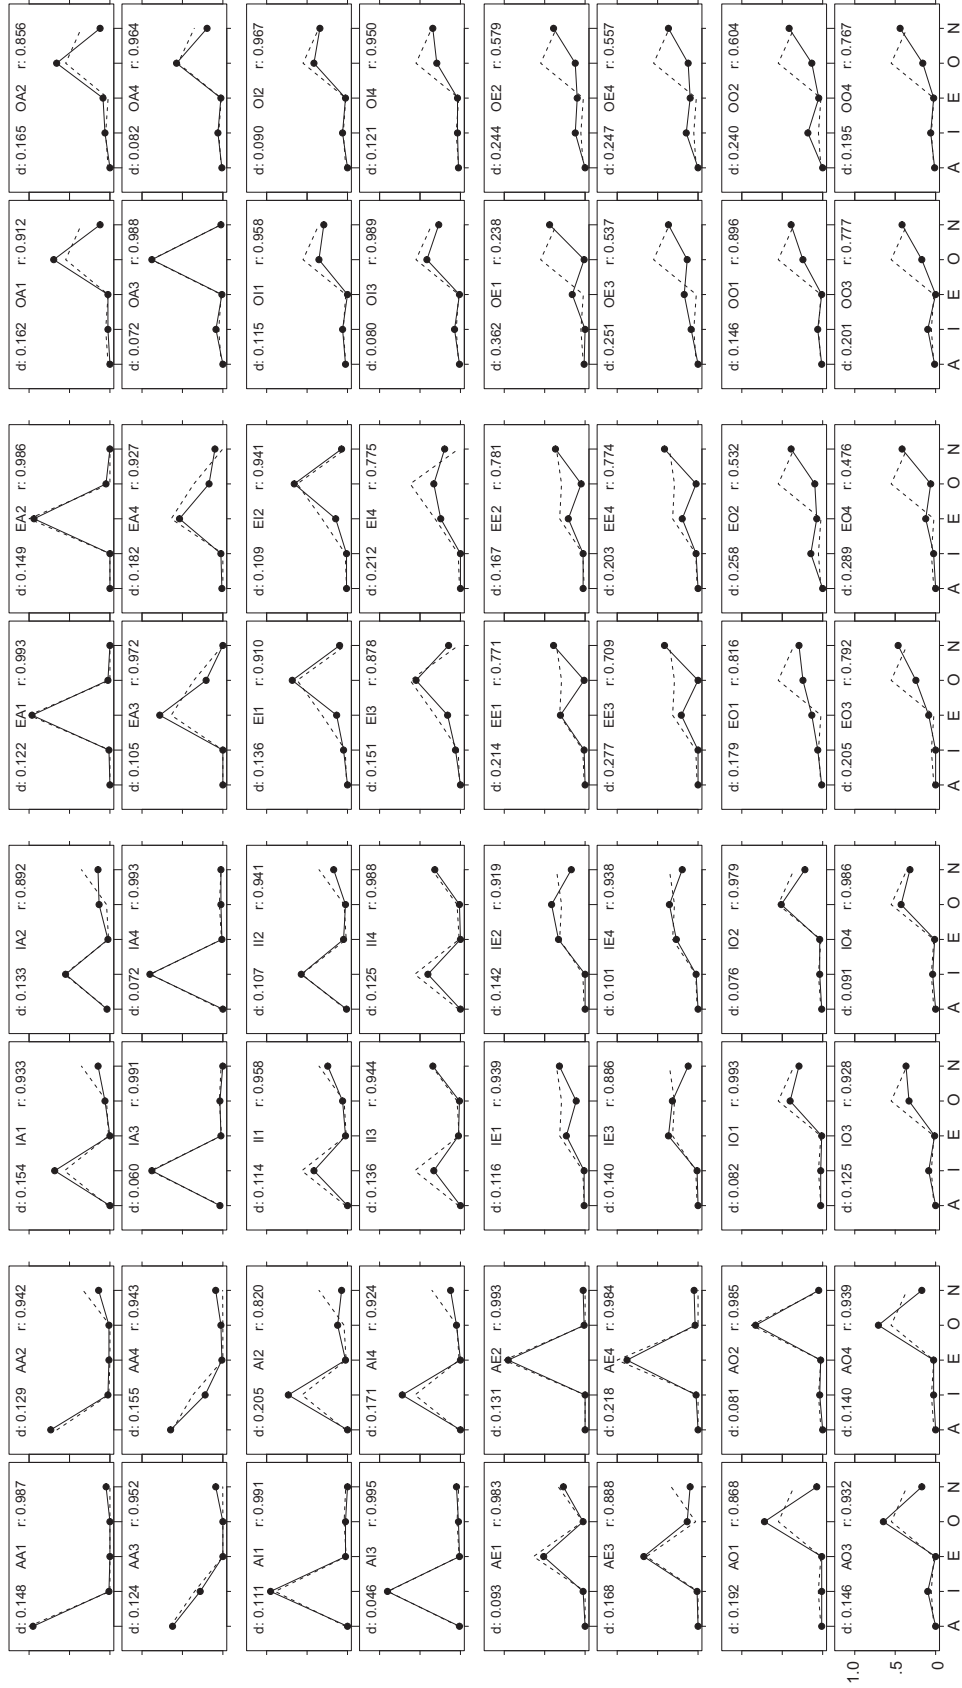 d: 0.148 AA1 r: 0.987 d: 0.129 AA2 r: 0.942 d: 0.154 IA1 r: 0.933 d: 0.133 IA2 r: 0.892 d: 0.122 EA1 r: 0.993 d: 0.149 EA2 r: 0.986 d: 0.162 OA1 r: 0.912 d: 0.165 OA2 r: 0.856
d: 0.124 AA3 r: 0.952 d: 0.155 AA4 r: 0.943 d: 0.060 IA3 r: 0.991 d: 0.072 IA4 r: 0.993 d: 0.105 EA3 r: 0.972 d: 0.182 EA4 r: 0.927 d: 0.072 OA3 r: 0.988 d: 0.082 OA4 r: 0.964
d: 0.111 AI1 r: 0.991 d: 0.205 AI2 r: 0.820 d: 0.114 II1 r: 0.958 d: 0.107 II2 r: 0.941 d: 0.136 EI1 r: 0.910 d: 0.109 EI2 r: 0.941 d: 0.115 OI1 r: 0.958 d: 0.090 OI2 r: 0.967
d: 0.046 AI3 r: 0.995 d: 0.171 AI4 r: 0.924 d: 0.136 II3 r: 0.944 d: 0.125 II4 r: 0.988 d: 0.151 EI3 r: 0.878 d: 0.212 EI4 r: 0.775 d: 0.080 OI3 r: 0.989 d: 0.121 OI4 r: 0.950
d: 0.093 AE1 r: 0.983 d: 0.131 AE2 r: 0.993 d: 0.116 IE1 r: 0.939 d: 0.142 IE2 r: 0.919 d: 0.214 EE1 r: 0.771 d: 0.167 EE2 r: 0.781 d: 0.362 OE1 r: 0.238 d: 0.244 OE2 r: 0.579
d: 0.168 AE3 r: 0.888 d: 0.218 AE4 r: 0.984 d: 0.140 IE3 r: 0.886 d: 0.101 IE4 r: 0.938 d: 0.277 EE3 r: 0.709 d: 0.203 EE4 r: 0.774 d: 0.251 OE3 r: 0.537 d: 0.247 OE4 r: 0.557
d: 0.192 AO1 r: 0.868 d: 0.081 AO2 r: 0.985 d: 0.082 IO1 r: 0.993 d: 0.076 IO2 r: 0.979 d: 0.179 EO1 r: 0.816 d: 0.258 EO2 r: 0.532 d: 0.146 OO1 r: 0.896 d: 0.240 OO2 r: 0.604
d: 0.146 AO3 r: 0.932 d: 0.140 AO4 r: 0.939 d: 0.125 IO3 r: 0.928 d: 0.091 IO4 r: 0.986 d: 0.205 EO3 r: 0.792 d: 0.289 EO4 r: 0.476 d: 0.201 OO3 r: 0.777 d: 0.195 OO4 r: 0.767
1.0
.5
0
A I E O N A I E O N A I E O N A I E O N A I E O N A I E O N A I E O N A I E O N